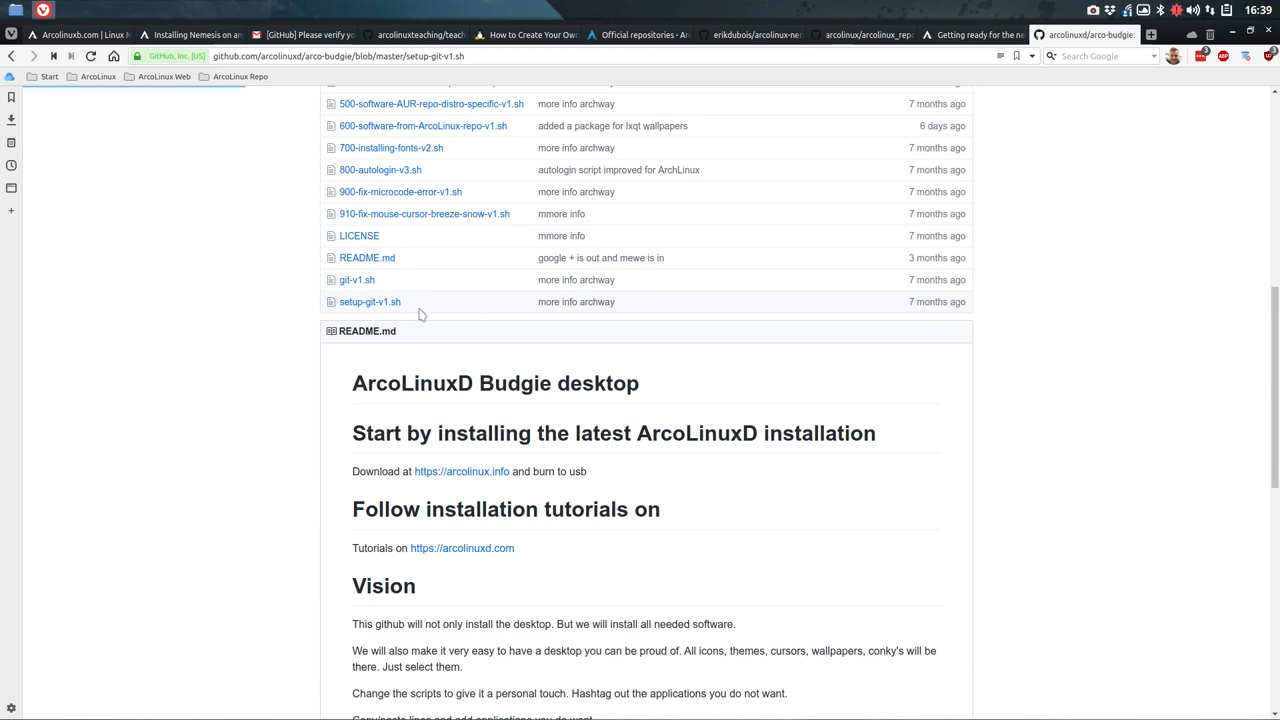 16:39
Arcolinuxb.com | Linux M
Installing Nemesis on an
[GitHub] Please verify yo
arcolinuxteaching/teach
How to Create Your Own
Official repositories - Arc
erikdubois/arcolinux-ner
arcolinux/arcolinux_repo
Getting ready for the ne
arcolinuxd/arco-budgie:
GitHub, Inc. [US]
github.com/arcolinuxd/arco-budgie/blob/master/setup-git-v1.sh
Search Google
Start
ArcoLinux
ArcoLinux Web
ArcoLinux Repo
500-software-AUR-repo-distro-specific-v1.sh more info archway 7 months ago
600-software-from-ArcoLinux-repo-v1.sh added a package for lxqt wallpapers 6 days ago
700-installing-fonts-v2.sh more info archway 7 months ago
800-autologin-v3.sh autologin script improved for ArchLinux 7 months ago
900-fix-microcode-error-v1.sh more info archway 7 months ago
910-fix-mouse-cursor-breeze-snow-v1.sh mmore info 7 months ago
LICENSE mmore info 7 months ago
README.md google + is out and mewe is in 3 months ago
git-v1.sh more info archway 7 months ago
setup-git-v1.sh more info archway 7 months ago
README.md
ArcoLinuxD Budgie desktop
Start by installing the latest ArcoLinuxD installation
Download at https://arcolinux.info and burn to usb
Follow installation tutorials on
Tutorials on https://arcolinuxd.com
Vision
This github will not only install the desktop. But we will install all needed software.
We will also make it very easy to have a desktop you can be proud of. All icons, themes, cursors, wallpapers, conky's will be
there. Just select them.
Change the scripts to give it a personal touch. Hashtag out the applications you do not want.
Copy/paste lines and add applications you do want.